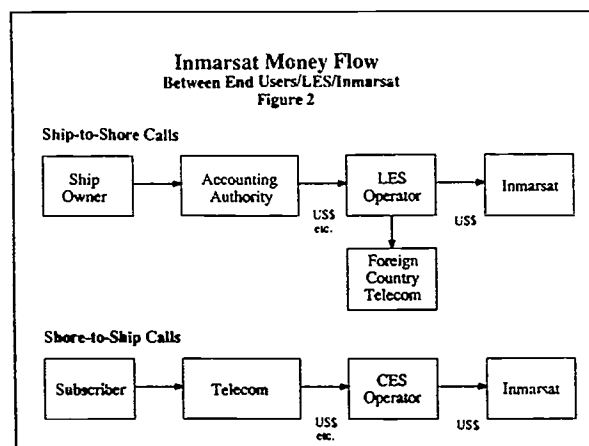 Inmarsat Money Flow
Between End Users/LES/Inmarsat
Figure 2
Ship-to-Shore Calls
Ship
Owner
Accounting
Authority
US$
etc.
LES
Operator
US$
Inmarsat
Foreign
Country
Telecom
Shore-to-Ship Calls
Subscriber
Telecom
US$
etc.
CES
Operator
US$
Inmarsat